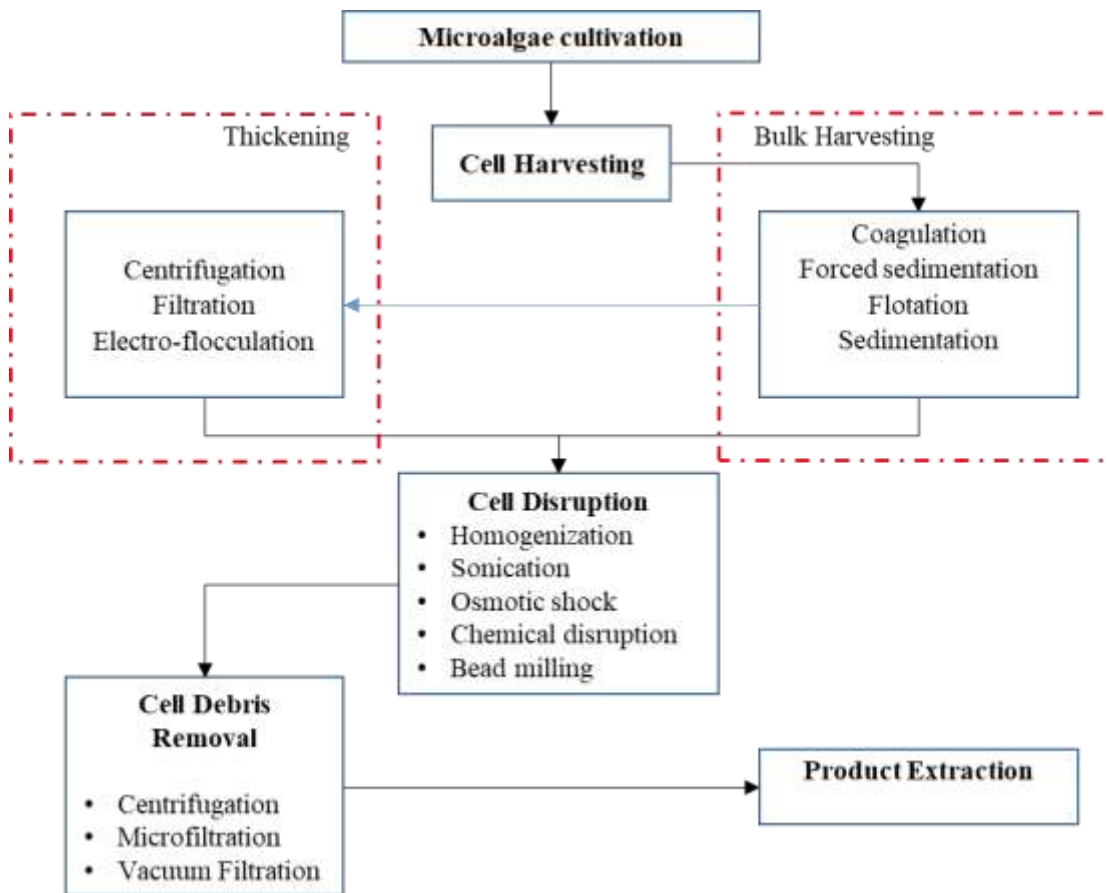 Microalgae cultivation
Thickening
Cell Harvesting
Bulk Harvesting
Centrifugation
Filtration
Electro-flocculation
Coagulation
Forced sedimentation
Flotation
Sedimentation
Cell Disruption
• Homogenization
• Sonication
• Osmotic shock
• Chemical disruption
• Bead milling
Cell Debris
Removal
• Centrifugation
• Microfiltration
• Vacuum Filtration
Product Extraction